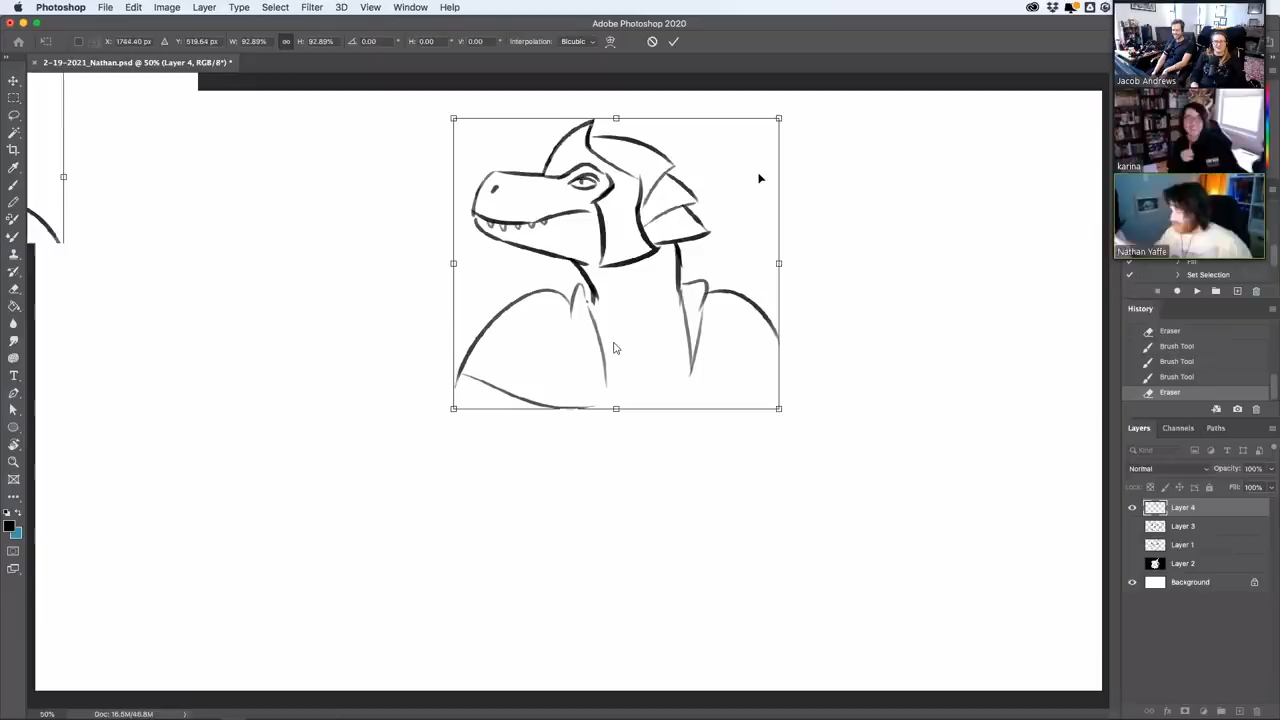 Photoshop File Edit Image Layer Type Select Filter 3D View Window Help
Adobe Photoshop 2020
X: 1764.40 px Y: 519.64 px W: 92.89% H: 92.89% 0.00 H: 0.00 V: 0.00 Interpolation: Bicubic
2-19-2021_Nathan.psd @ 50% (Layer 4, RGB/8*) *
Jacob Andrews
karina
Nathan Yaffe
Fill
Set Selection
History
Eraser
Brush Tool
Brush Tool
Brush Tool
Eraser
Layers Channels Paths
Kind
Normal Opacity: 100%
Lock: Fill: 100%
Layer 4
Layer 3
Layer 1
Layer 2
Background
50% Doc: 16.5M/46.8M